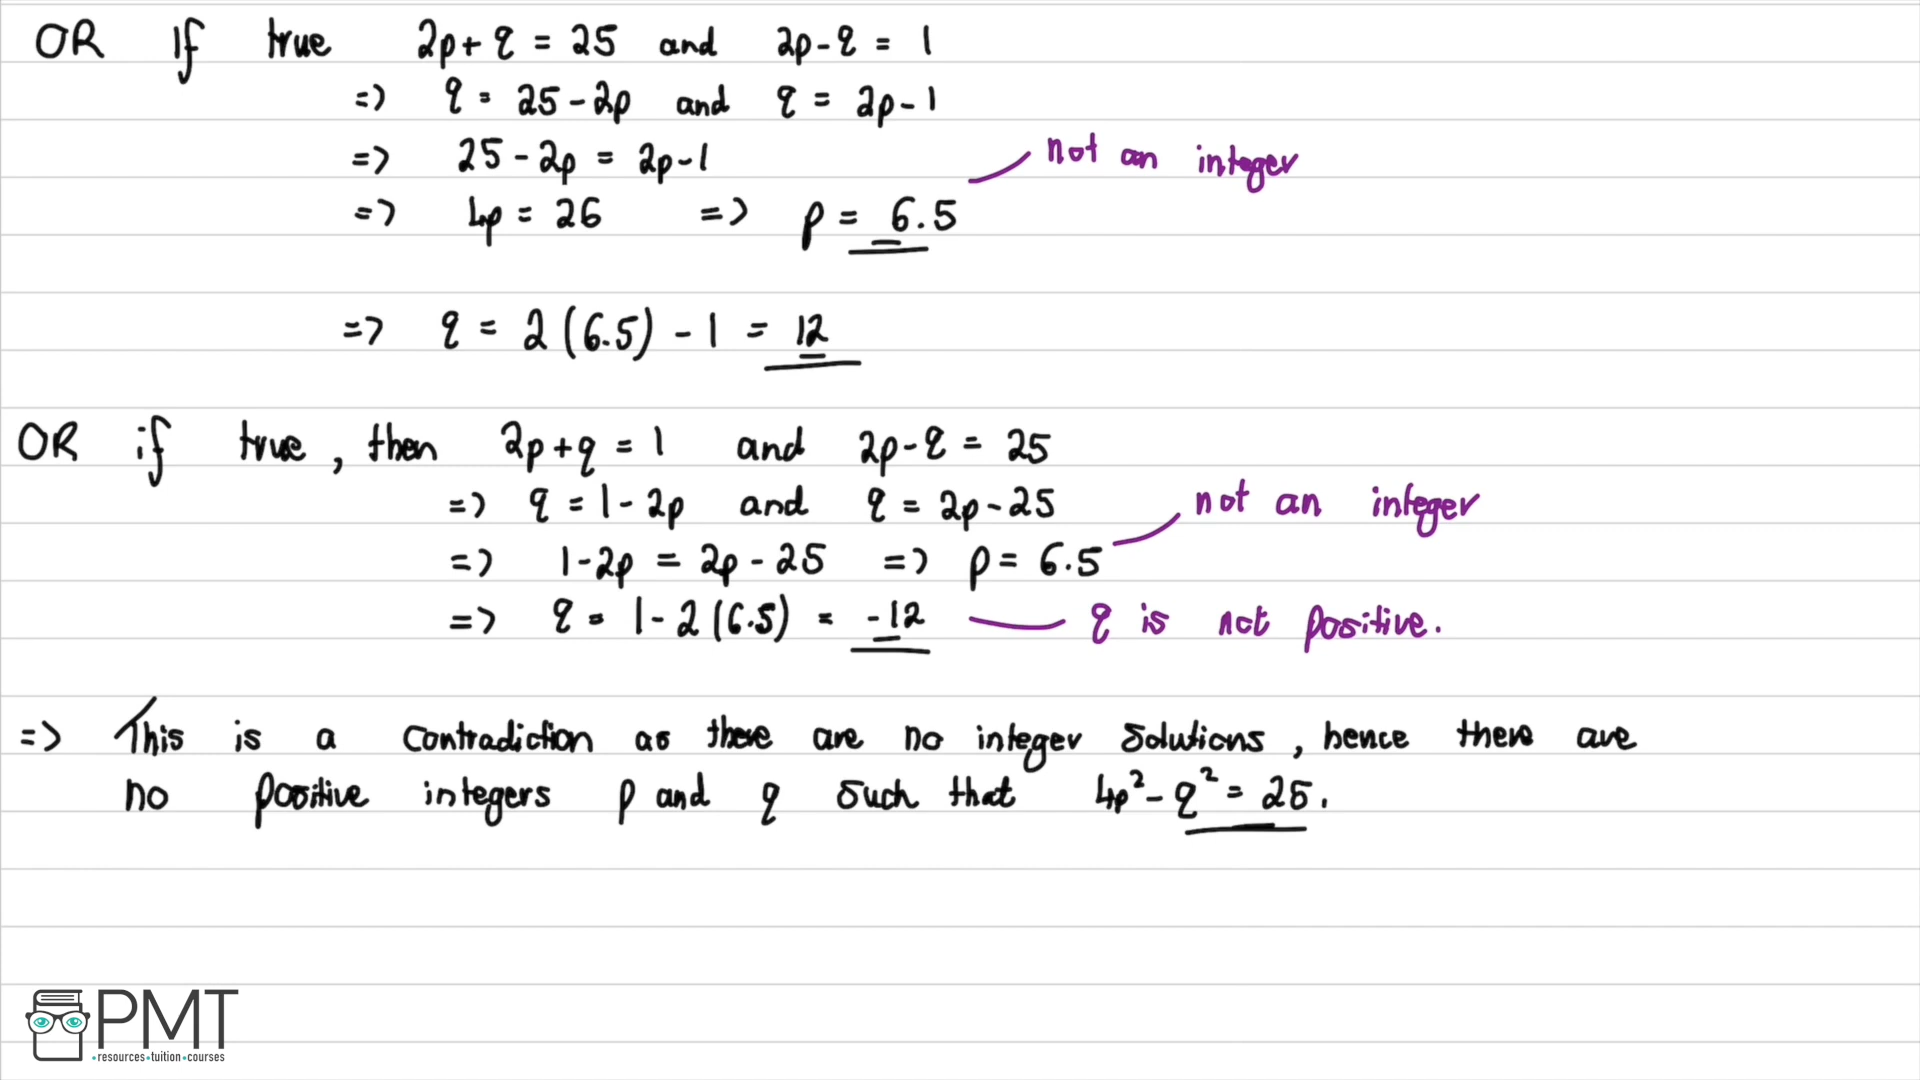 OR If true 2p+q = 25 and 2p-q = 1
=> q = 25-2p and q = 2p-1
=> 25-2p = 2p-1
not an integer
=> 4p = 26 => p = 6.5
=> q = 2(6.5) - 1 = 12
OR if true, then 2p+q = 1 and 2p-q = 25
=> q = 1-2p and q = 2p-25
not an integer
=> 1-2p = 2p-25 => p = 6.5
=> q = 1-2(6.5) = -12
q is not positive.
=> This is a contradiction as there are no integer solutions, hence there are
no positive integers p and q such that 4p²-q² = 25.
PMT
•resources•tuition•courses